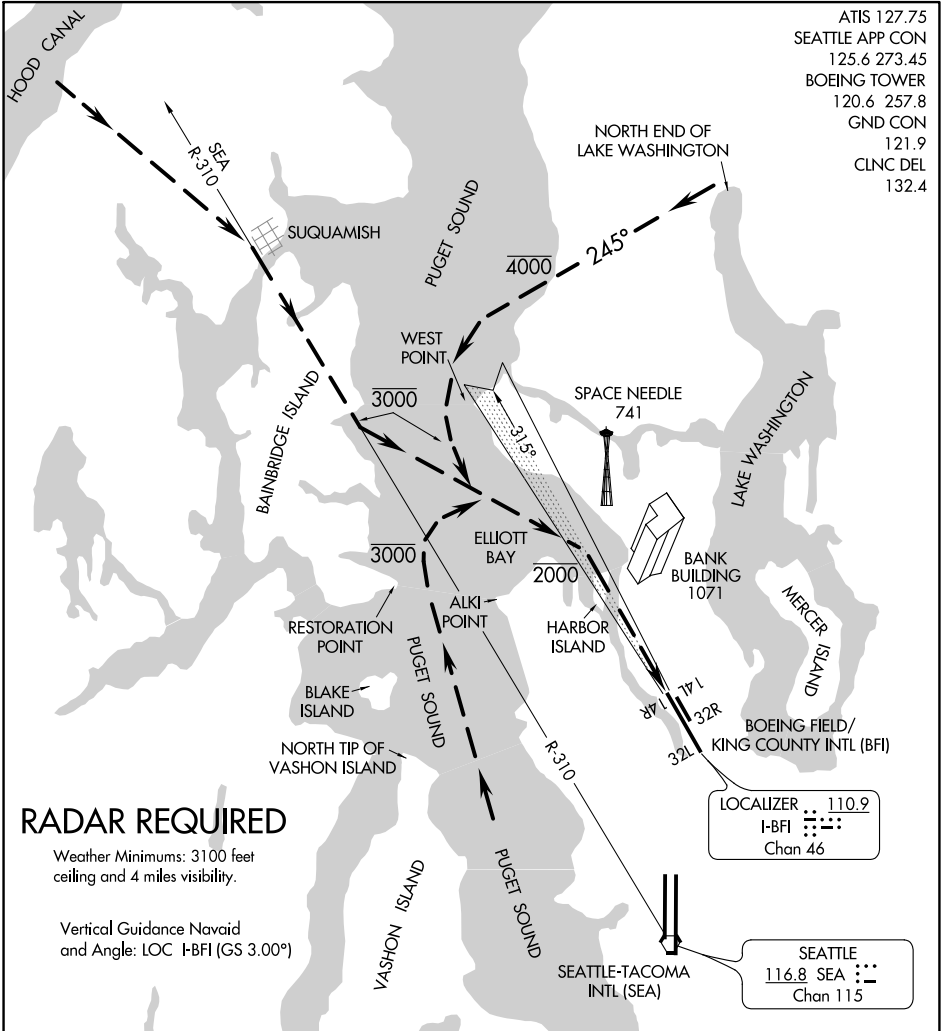 ATIS 127.75
SEATTLE APP CON
125.6 273.45
BOEING TOWER
120.6 257.8
GND CON
121.9
CLNC DEL
132.4
HOOD CANAL
SEA
R-310
SUQUAMISH
PUGET SOUND
NORTH END OF
LAKE WASHINGTON
245°
4000
WEST
POINT
3000
315°
SPACE NEEDLE
741
LAKE WASHINGTON
BAINBRIDGE ISLAND
3000
ELLIOTT
BAY
2000
BANK
BUILDING
1071
MERCER
ISLAND
RESTORATION
POINT
ALKI
POINT
HARBOR
ISLAND
PUGET SOUND
BLAKE
ISLAND
NORTH TIP OF
VASHON ISLAND
R-310
14L
14R
32R
32L
BOEING FIELD/
KING COUNTY INTL (BFI)
LOCALIZER 110.9
I-BFI
Chan 46
RADAR REQUIRED
Weather Minimums: 3100 feet
ceiling and 4 miles visibility.
Vertical Guidance Navaid
and Angle: LOC I-BFI (GS 3.00°)
VASHON ISLAND
PUGET SOUND
SEATTLE-TACOMA
INTL (SEA)
SEATTLE
116.8 SEA
Chan 115